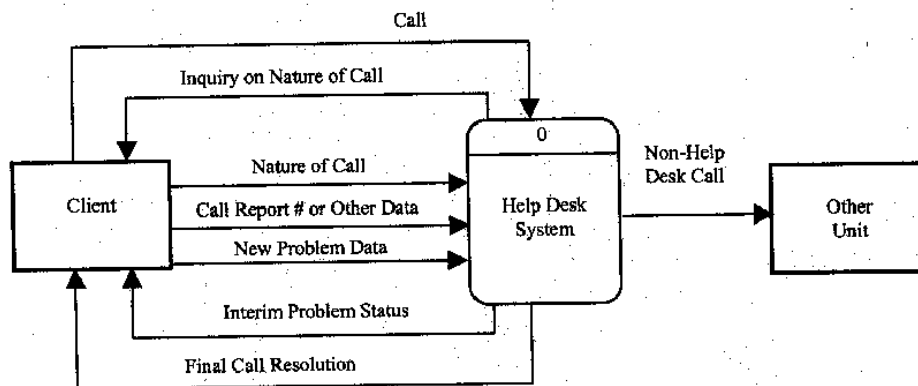 Call
Inquiry on Nature of Call
0
Nature of Call
Non-Help
Desk Call
Client
Call Report # or Other Data
Help Desk
System
Other
Unit
New Problem Data
Interim Problem Status
Final Call Resolution